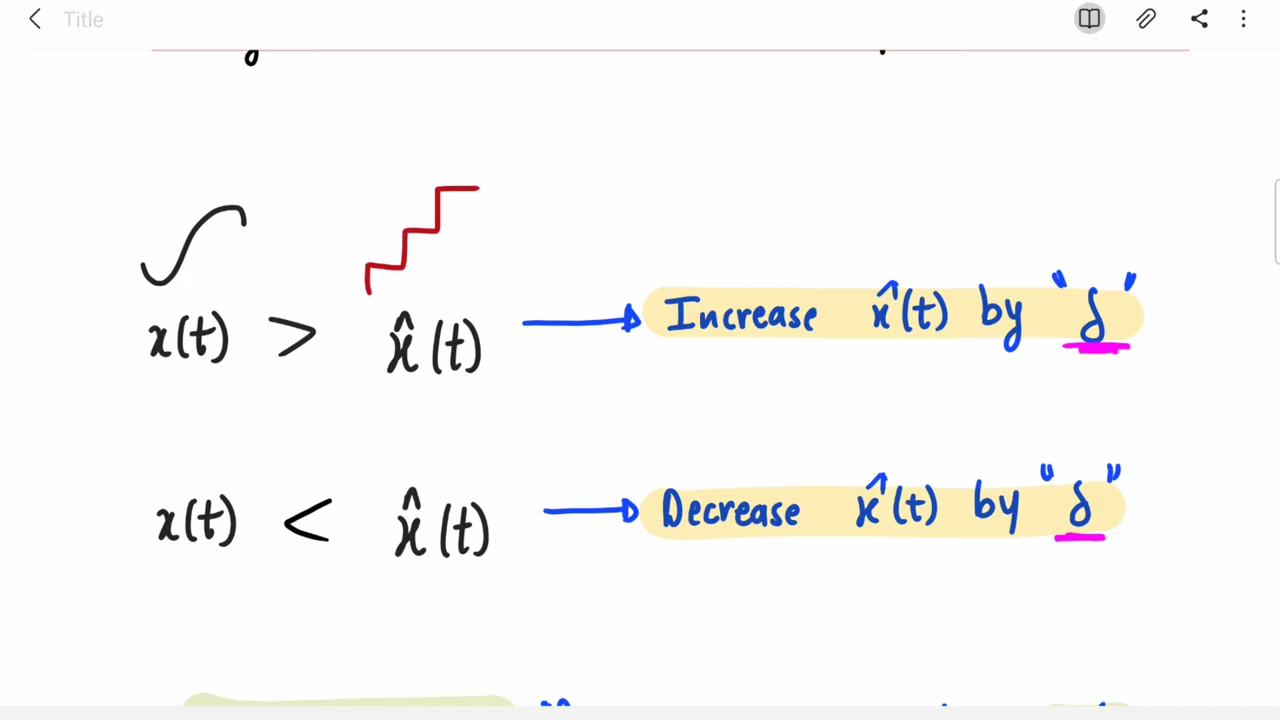 Title
x(t) > x̂(t) Increase x̂(t) by "δ"
x(t) < x̂(t) Decrease x̂(t) by "δ"